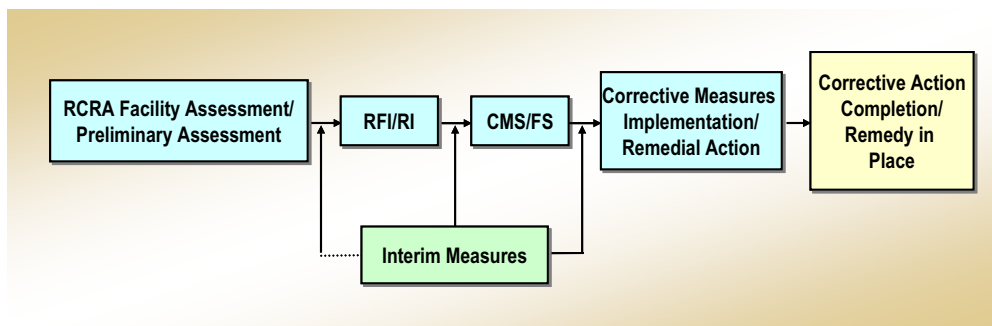 RCRA Facility Assessment/
Preliminary Assessment
RFI/RI
CMS/FS
Corrective Measures
Implementation/
Remedial Action
Corrective Action
Completion/
Remedy in
Place
Interim Measures